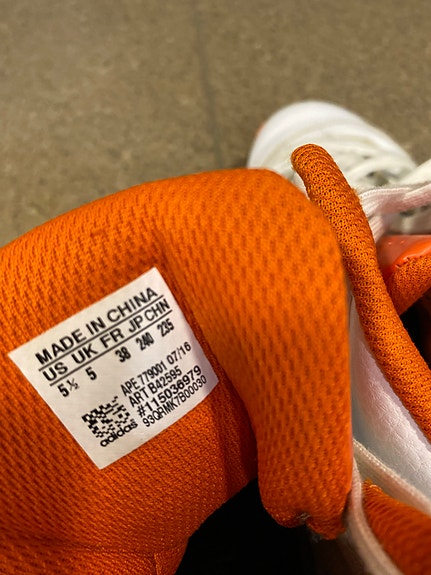 MADE IN CHINA
US UK FR JP CHN
5½ 5 38 240 235
APE 779001 07/16
ART B42595
#115036979
93QRMK7B00030
adidas